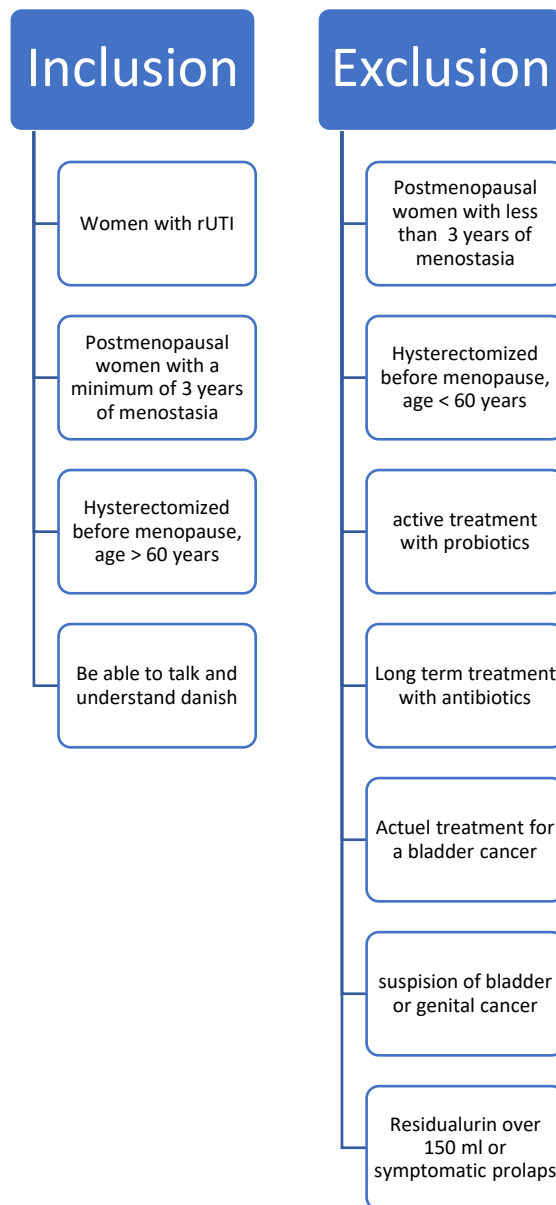 Inclusion
Women with rUTI
Postmenopausal
women with a
minimum of 3 years
of menostasia
Hysterectomized
before menopause,
age > 60 years
Be able to talk and
understand danish
Exclusion
Postmenopausal
women with less
than  3 years of
menostasia
Hysterectomized
before menopause,
age < 60 years
active treatment
with probiotics
Long term treatment
with antibiotics
Actuel treatment for
a bladder cancer
suspision of bladder
or genital cancer
Residualurin over
150 ml or
symptomatic prolaps